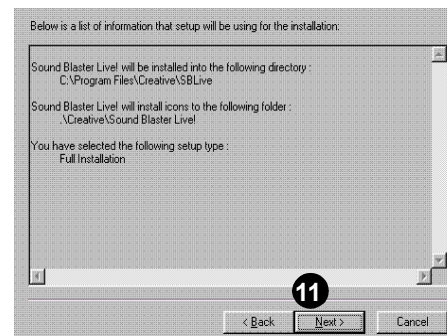 Below is a list of information that setup will be using for the installation:
Sound Blaster Live! will be installed into the following directory :
C:\Program Files\Creative\SBLive
Sound Blaster Live! will install icons to the following folder :
.\Creative\Sound Blaster Live!
You have selected the following setup type :
Full Installation
11
< Back
Next >
Cancel